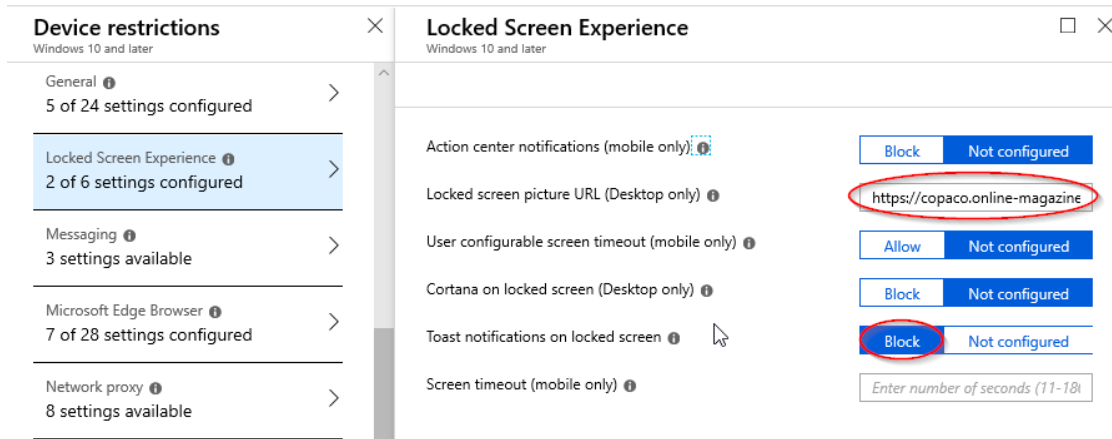 Device restrictions
Windows 10 and later
General
5 of 24 settings configured
Locked Screen Experience
2 of 6 settings configured
Messaging
3 settings available
Microsoft Edge Browser
7 of 28 settings configured
Network proxy
8 settings available
Locked Screen Experience
Windows 10 and later
Action center notifications (mobile only) Block Not configured
Locked screen picture URL (Desktop only) https://copaco.online-magazine
User configurable screen timeout (mobile only) Allow Not configured
Cortana on locked screen (Desktop only) Block Not configured
Toast notifications on locked screen Block Not configured
Screen timeout (mobile only) Enter number of seconds (11-180